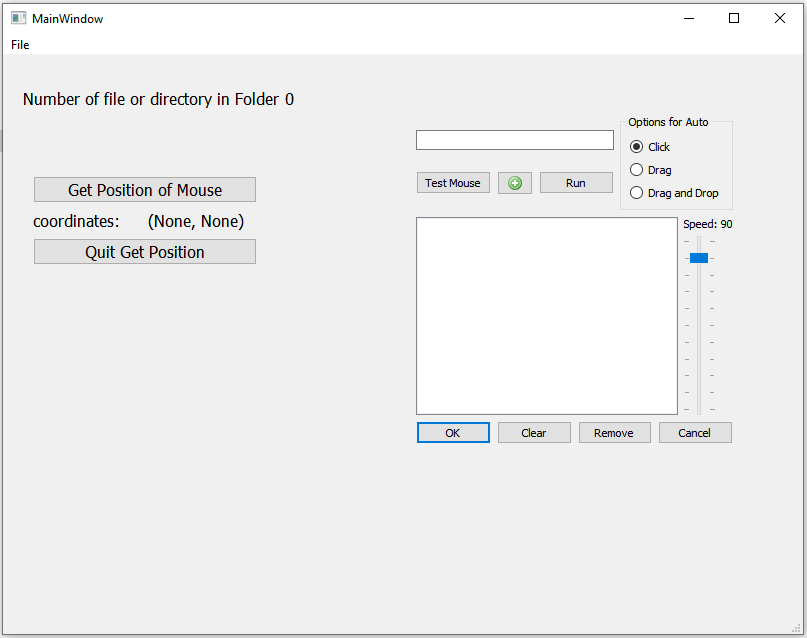 MainWindow
File
Number of file or directory in Folder 0
Options for Auto
Click
Drag
Drag and Drop
Test Mouse
Run
Get Position of Mouse
coordinates: (None, None)
Quit Get Position
Speed: 90
OK
Clear
Remove
Cancel